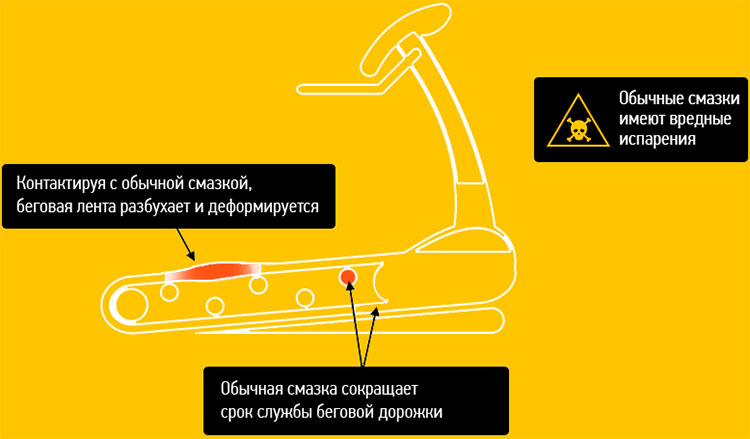 Обычные смазки
имеют вредные
испарения
Контактируя с обычной смазкой,
беговая лента разбухает и деформируется
Обычная смазка сокращает
срок службы беговой дорожки